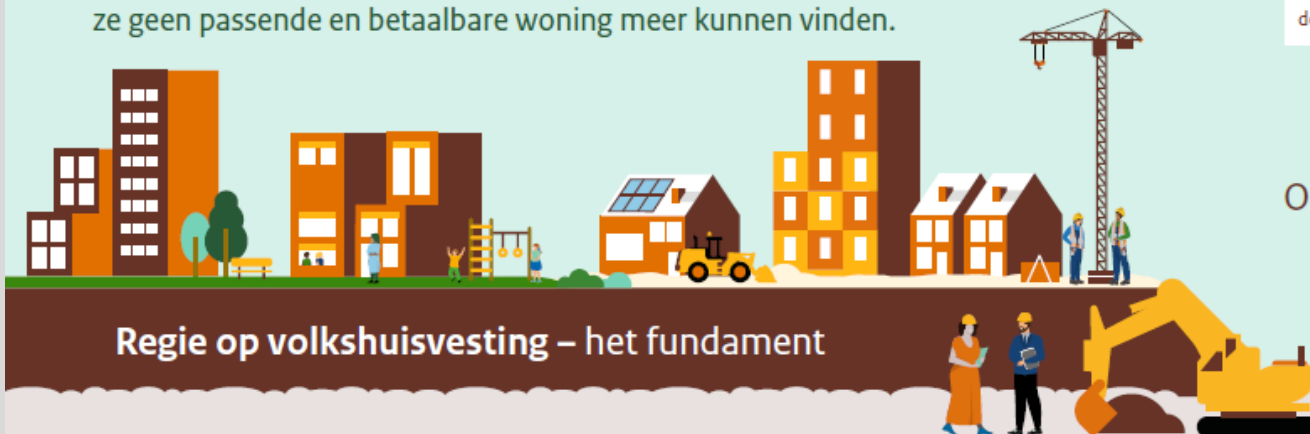 ze geen passende en betaalbare woning meer kunnen vinden.
Regie op volkshuisvesting – het fundament